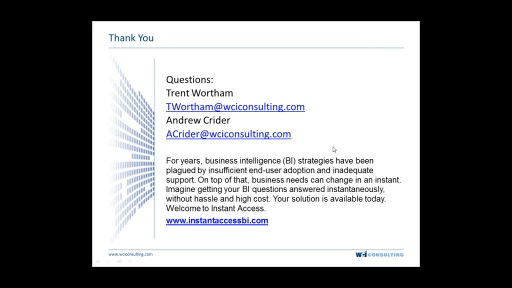 Thank You
Questions:
Trent Wortham
TWortham@wciconsulting.com
Andrew Crider
ACrider@wciconsulting.com
For years, business intelligence (BI) strategies have been
plagued by insufficient end-user adoption and inadequate
support. On top of that, business needs can change in an instant.
Imagine getting your BI questions answered instantaneously,
without hassle and high cost. Your solution is available today.
Welcome to Instant Access.
www.instantaccessbi.com
www.wciconsulting.com
WCI CONSULTING